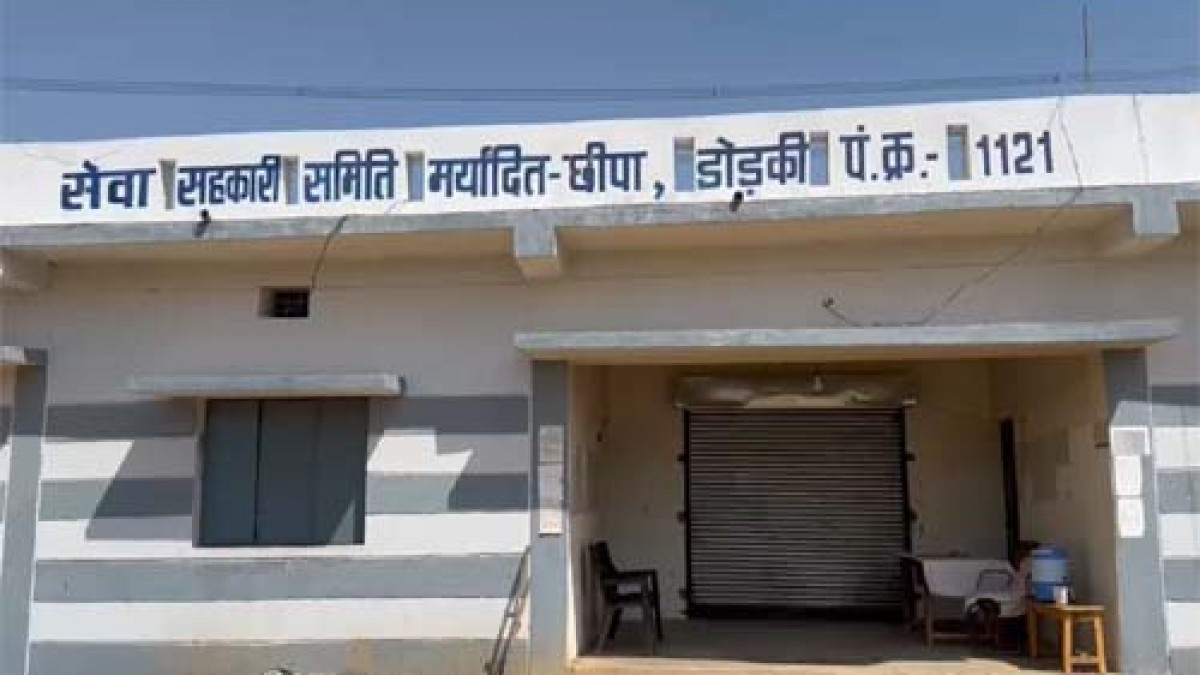 सेवा सहकारी समिति मर्यादित-छीपा, डोड़की पं.क्र.- 1121